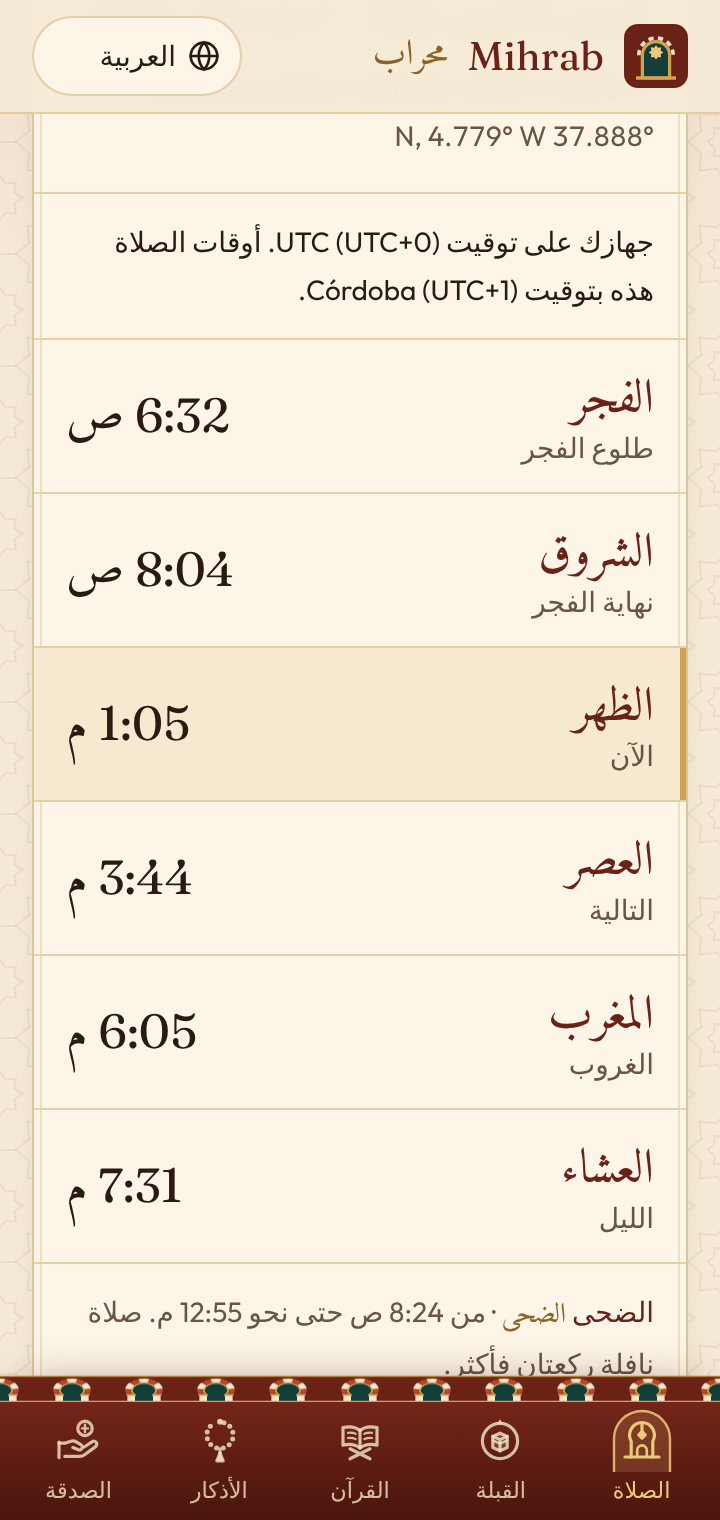 Mihrab محراب
العربية
N, 4.779° W 37.888°
جهازك على توقيت UTC (UTC+0). أوقات الصلاة
هذه بتوقيت Córdoba (UTC+1).
الفجر
طلوع الفجر
6:32 ص
الشروق
نهاية الفجر
8:04 ص
الظهر
الآن
1:05 م
العصر
التالية
3:44 م
المغرب
الغروب
6:05 م
العشاء
الليل
7:31 م
الضحى الضحى · من 8:24 ص حتى نحو 12:55 م. صلاة
نافلة ركعتان فأكثر.
الصلاة
القبلة
القرآن
الأذكار
الصدقة